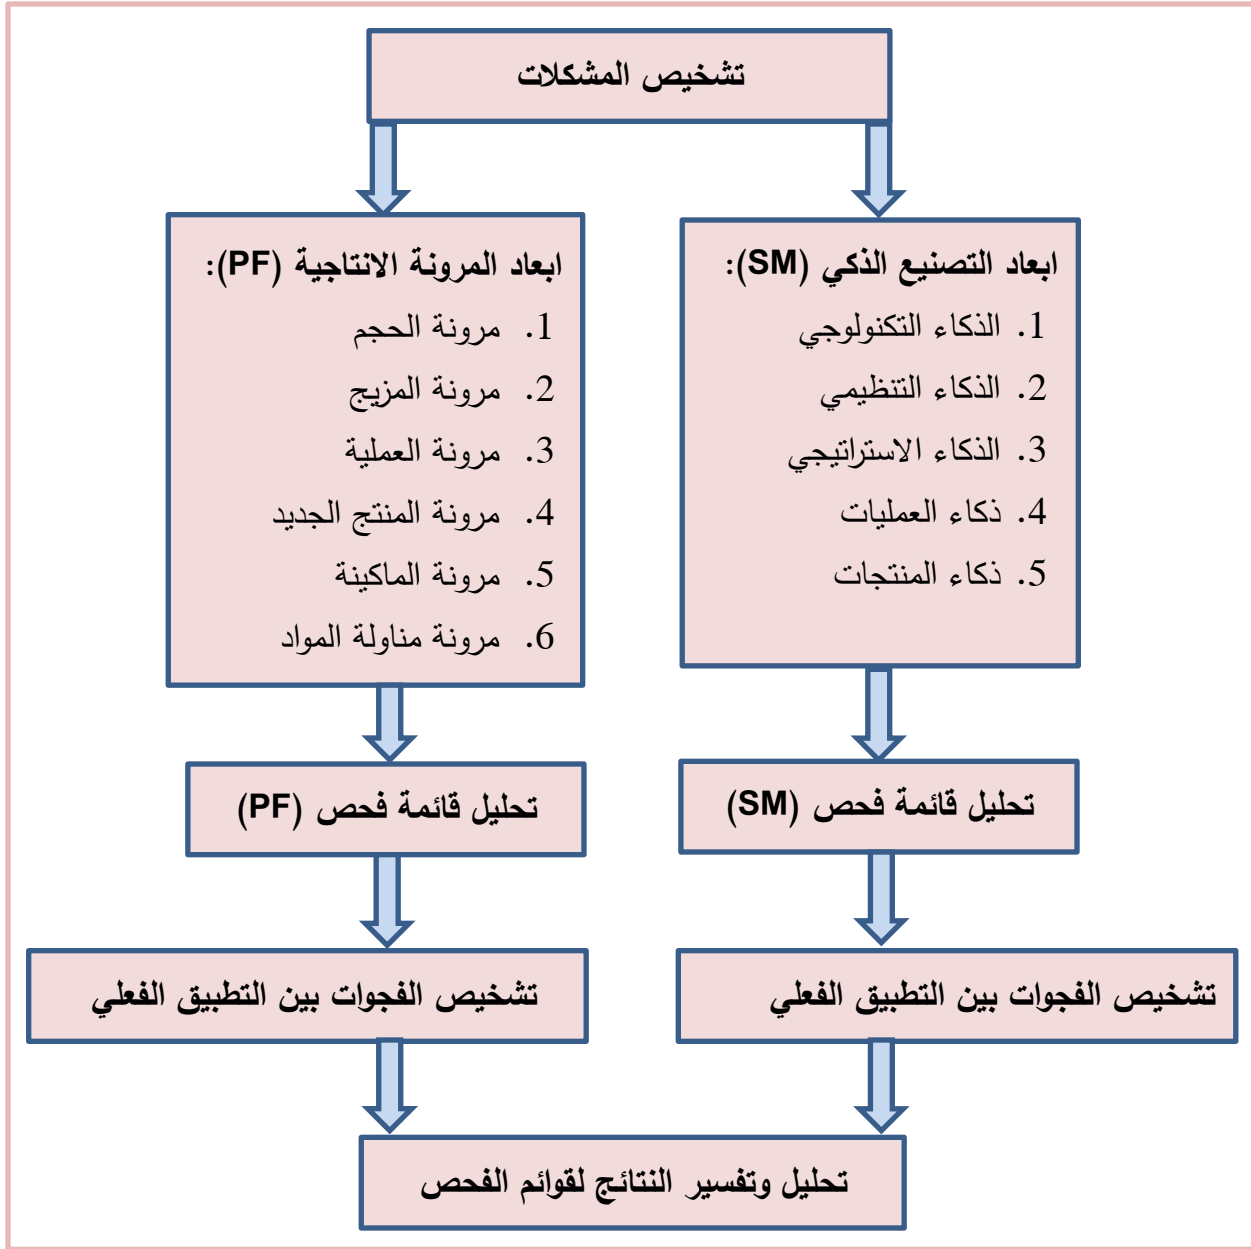 تشخيص المشكلات
ابعاد التصنيع الذكي (SM):
1. الذكاء التكنولوجي
2. الذكاء التنظيمي
3. الذكاء الاستراتيجي
4. ذكاء العمليات
5. ذكاء المنتجات
ابعاد المرونة الانتاجية (PF):
1. مرونة الحجم
2. مرونة المزيج
3. مرونة العملية
4. مرونة المنتج الجديد
5. مرونة الماكينة
6. مرونة مناولة المواد
تحليل قائمة فحص (SM)
تحليل قائمة فحص (PF)
تشخيص الفجوات بين التطبيق الفعلي
تشخيص الفجوات بين التطبيق الفعلي
تحليل وتفسير النتائج لقوائم الفحص